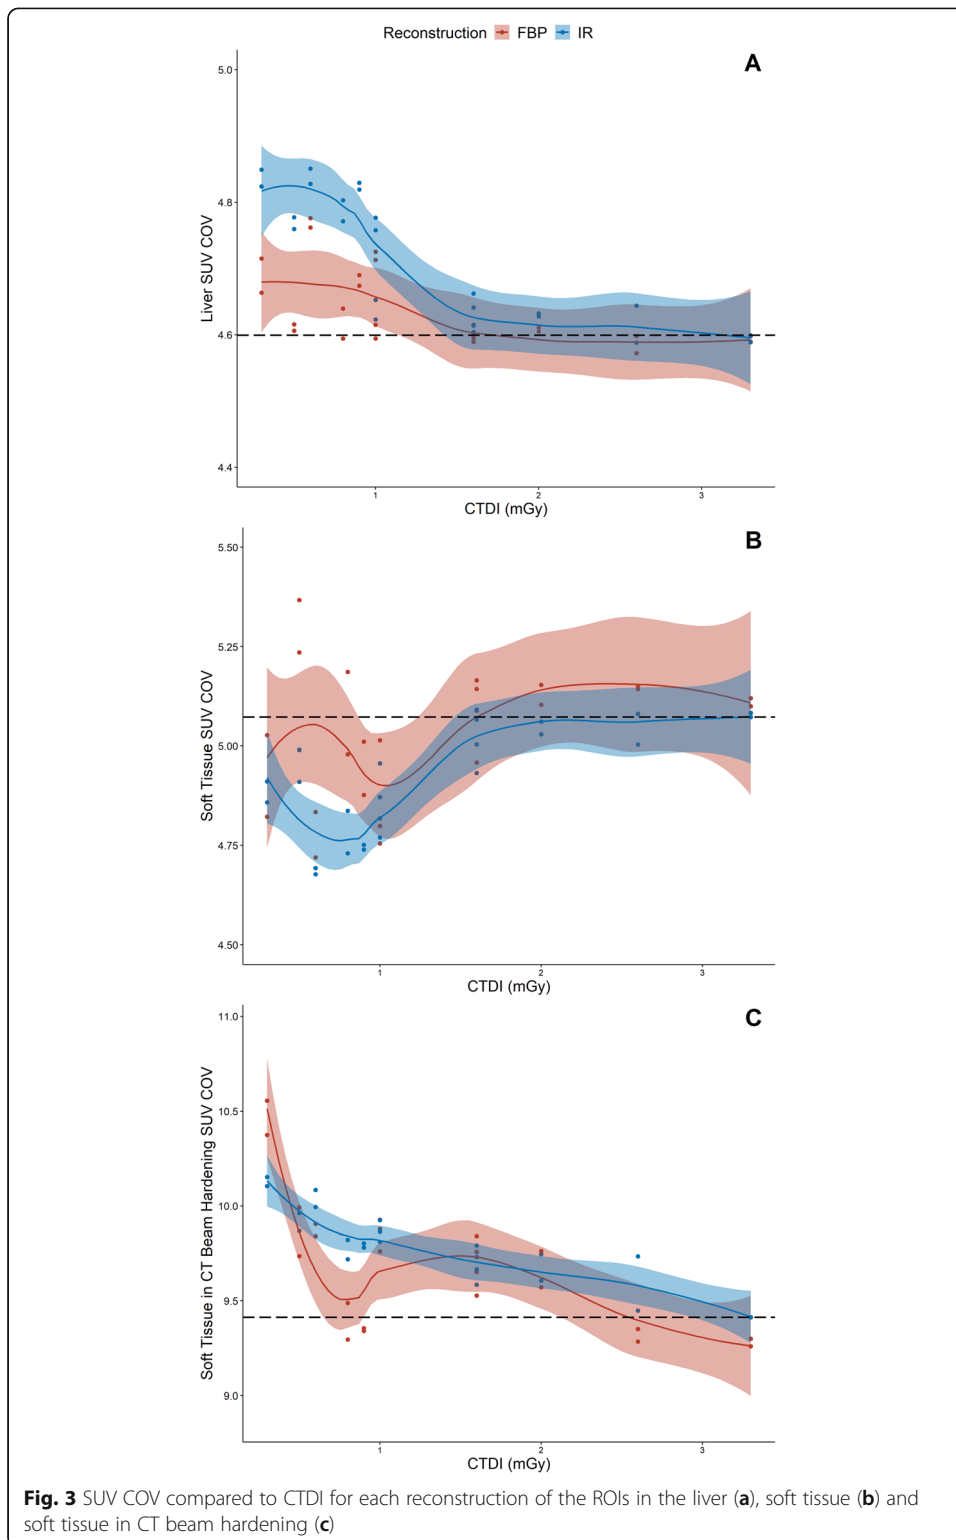 Reconstruction FBP IR
A
5.0
4.8
4.6
4.4
Liver SUV COV
1 2 3
CTDI (mGy)
B
5.50
5.25
5.00
4.75
4.50
Soft Tissue SUV COV
1 2 3
CTDI (mGy)
C
11.0
10.5
10.0
9.5
9.0
Soft Tissue in CT Beam Hardening SUV COV
1 2 3
CTDI (mGy)
Fig. 3 SUV COV compared to CTDI for each reconstruction of the ROIs in the liver (a), soft tissue (b) and
soft tissue in CT beam hardening (c)